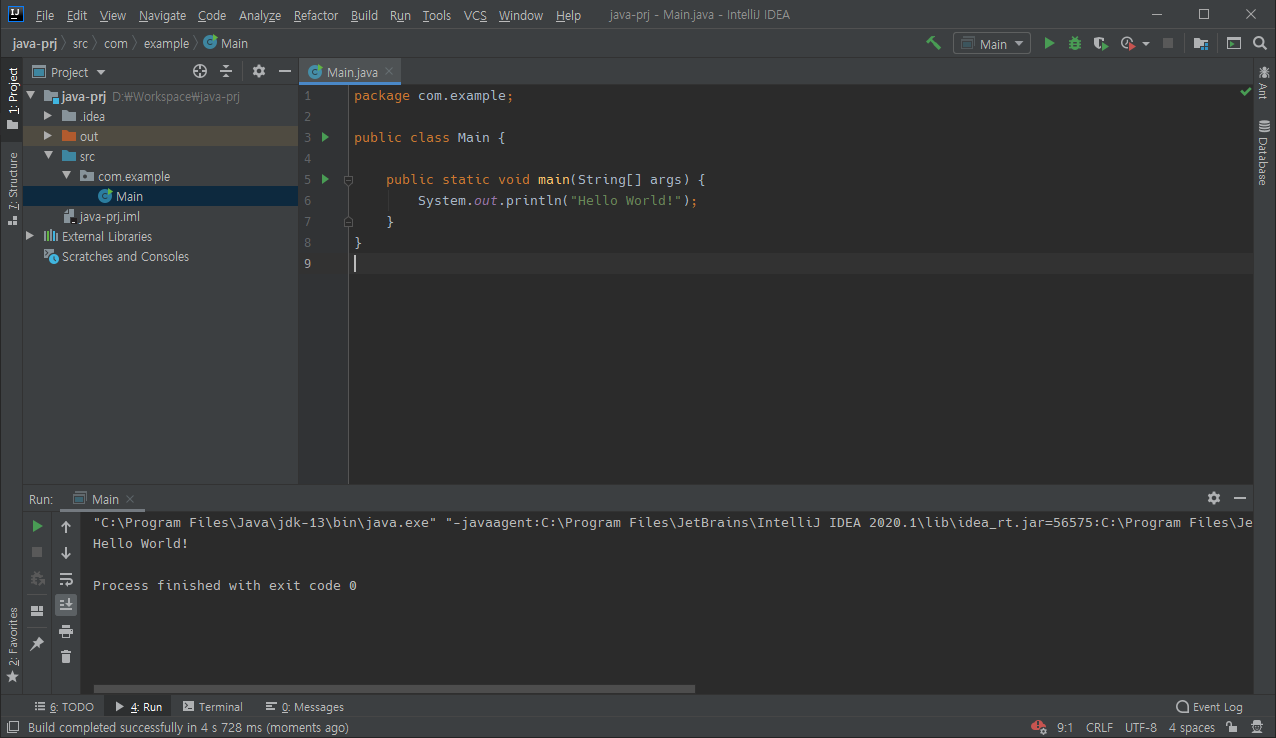 File Edit View Navigate Code Analyze Refactor Build Run Tools VCS Window Help java-prj - Main.java - IntelliJ IDEA
java-prj src com example Main
Main
1: Project
7: Structure
2: Favorites
Project
java-prj D:₩Workspace₩java-prj
.idea
out
src
com.example
Main
java-prj.iml
External Libraries
Scratches and Consoles
Main.java
1 package com.example;
2
3 public class Main {
4
5 public static void main(String[] args) {
6 System.out.println("Hello World!");
7 }
8 }
9
Ant
Database
Run: Main
"C:\Program Files\Java\jdk-13\bin\java.exe" "-javaagent:C:\Program Files\JetBrains\IntelliJ IDEA 2020.1\lib\idea_rt.jar=56575:C:\Program Files\Je
Hello World!
Process finished with exit code 0
6: TODO 4: Run Terminal 0: Messages Event Log
Build completed successfully in 4 s 728 ms (moments ago) 9:1 CRLF UTF-8 4 spaces